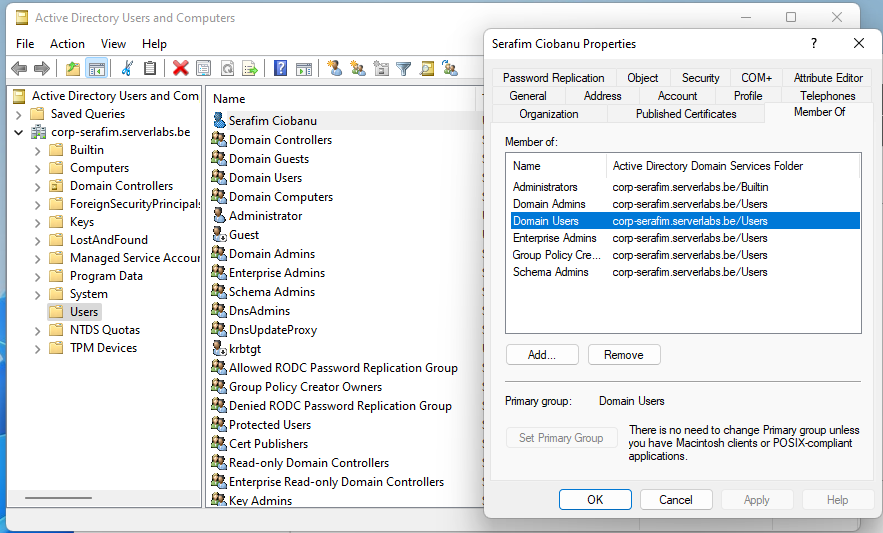 Active Directory Users and Computers
File Action View Help
Active Directory Users and Com
Saved Queries
corp-serafim.serverlabs.be
Builtin
Computers
Domain Controllers
ForeignSecurityPrincipals
Keys
LostAndFound
Managed Service Accour
Program Data
System
Users
NTDS Quotas
TPM Devices
Name
Serafim Ciobanu
Domain Controllers
Domain Guests
Domain Users
Domain Computers
Administrator
Guest
Domain Admins
Enterprise Admins
Schema Admins
DnsAdmins
DnsUpdateProxy
krbtgt
Allowed RODC Password Replication Group
Group Policy Creator Owners
Denied RODC Password Replication Group
Protected Users
Cert Publishers
Read-only Domain Controllers
Enterprise Read-only Domain Controllers
Key Admins
Serafim Ciobanu Properties
?
Password Replication Object Security COM+ Attribute Editor
General Address Account Profile Telephones
Organization Published Certificates Member Of
Member of:
Name Active Directory Domain Services Folder
Administrators corp-serafim.serverlabs.be/Builtin
Domain Admins corp-serafim.serverlabs.be/Users
Domain Users corp-serafim.serverlabs.be/Users
Enterprise Admins corp-serafim.serverlabs.be/Users
Group Policy Cre... corp-serafim.serverlabs.be/Users
Schema Admins corp-serafim.serverlabs.be/Users
Add... Remove
Primary group: Domain Users
Set Primary Group
There is no need to change Primary group unless
you have Macintosh clients or POSIX-compliant
applications.
OK Cancel Apply Help